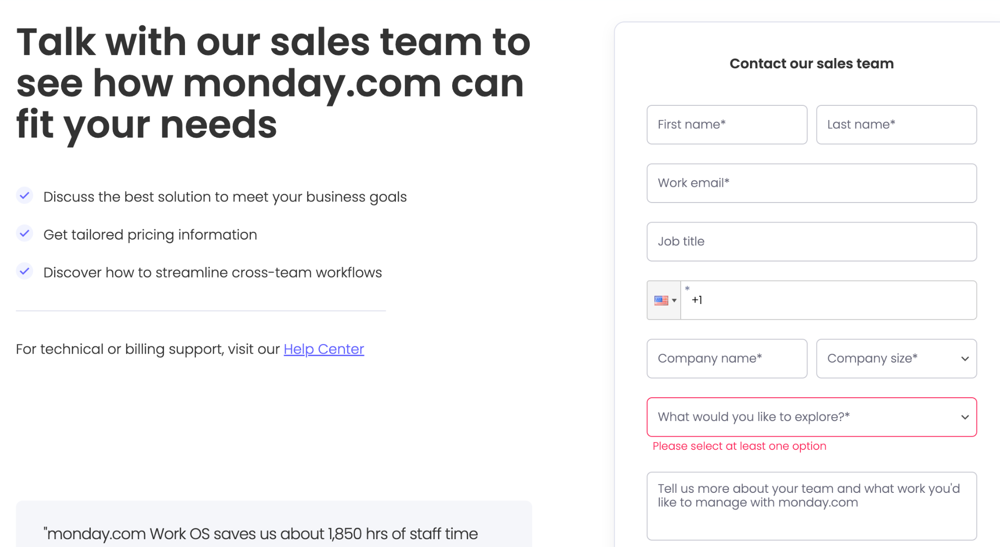 Talk with our sales team to
see how monday.com can
fit your needs
Discuss the best solution to meet your business goals
Get tailored pricing information
Discover how to streamline cross-team workflows
For technical or billing support, visit our Help Center
"monday.com Work OS saves us about 1,850 hrs of staff time
Contact our sales team
First name*
Last name*
Work email*
Job title
*
+1
Company name*
Company size*
What would you like to explore?*
Please select at least one option
Tell us more about your team and what work you'd
like to manage with monday.com